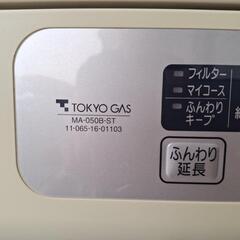 TOKYO GAS
MA-050B-ST
11-065-16-01103
フィルター
マイコース
ふんわり
キープ
ふんわり
延長